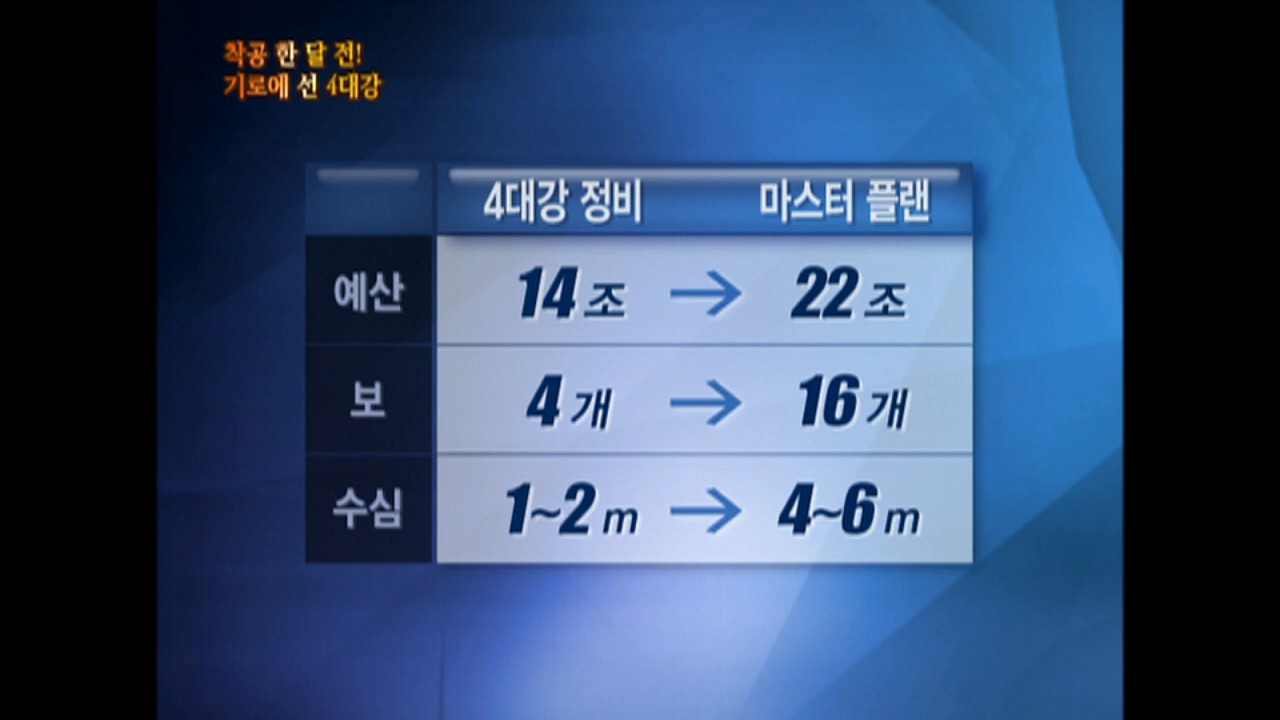 착공 한 달 전!
기로에 선 4대강
4대강 정비 마스터 플랜
예산 14조 → 22조
보 4개 → 16개
수심 1~2m → 4~6m